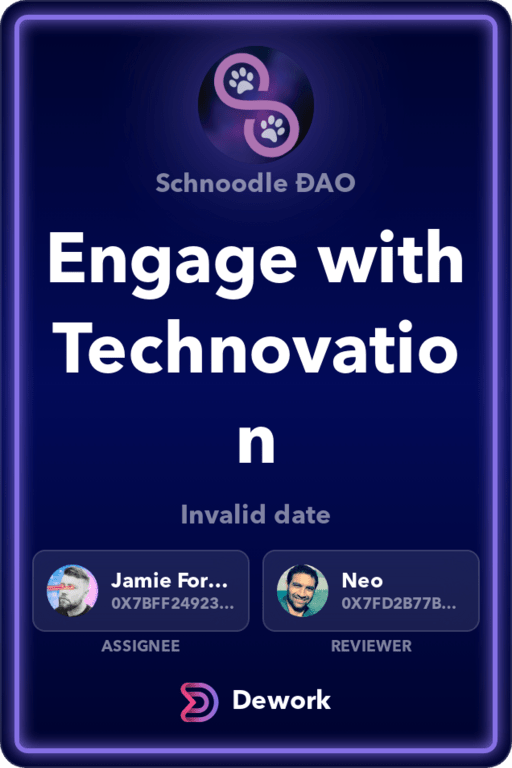 Schnoodle ĐAO
Engage with
Technovatio
n
Invalid date
Jamie For...
0X7BFF24923...
Neo
0X7FD2B77B...
ASSIGNEE
REVIEWER
Dework